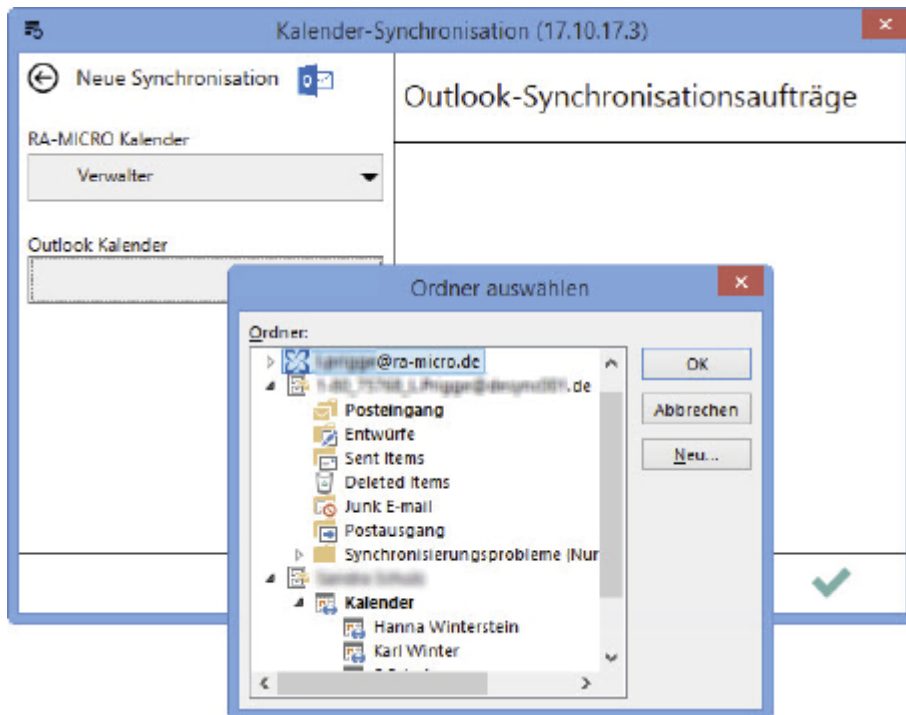 Kalender-Synchronisation (17.10.17.3)
Neue Synchronisation
Outlook-Synchronisationsaufträge
RA-MICRO Kalender
Verwalter
Outlook Kalender
Ordner auswählen
Ordner:
@ra-micro.de
OK
.de
Posteingang
Abbrechen
Entwürfe
Sent Items
Neu...
Deleted Items
Junk E-mail
Postausgang
Synchronisierungsprobleme (Nur
Kalender
Hanna Winterstein
Karl Winter